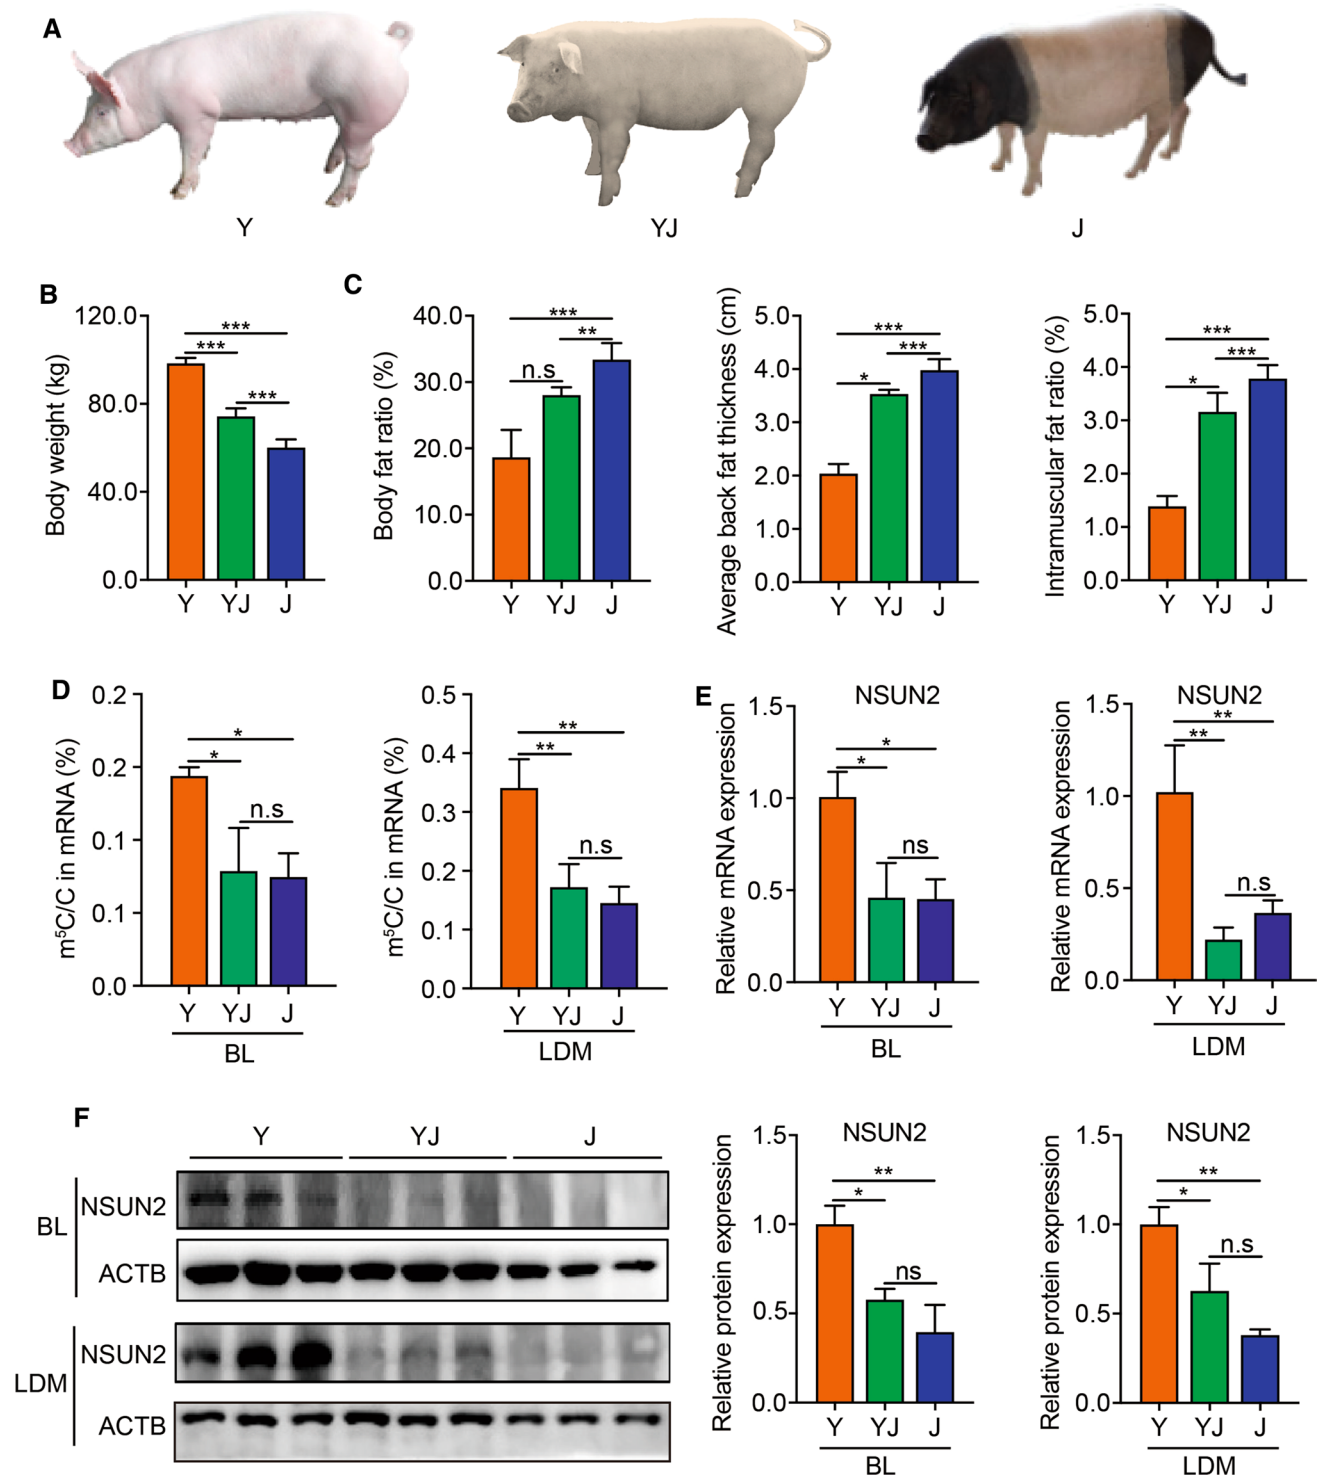 A
Y
YJ
J
B
Body weight (kg)
120.0
80.0
40.0
0.0
***
***
***
Y YJ J
C
Body fat ratio (%)
40.0
30.0
20.0
10.0
0.0
***
**
n.s
Y YJ J
Average back fat thickness (cm)
5.0
4.0
3.0
2.0
1.0
0.0
***
***
*
Y YJ J
Intramuscular fat ratio (%)
5.0
4.0
3.0
2.0
1.0
0.0
***
***
*
Y YJ J
D
m⁵C/C in mRNA (%)
0.2
0.2
0.1
0.1
0.0
*
*
n.s
Y YJ J
BL
m⁵C/C in mRNA (%)
0.5
0.4
0.3
0.2
0.1
0.0
**
**
n.s
Y YJ J
LDM
E
NSUN2
Relative mRNA expression
1.5
1.0
0.5
0.0
*
*
ns
Y YJ J
BL
NSUN2
Relative mRNA expression
1.5
1.0
0.5
0.0
**
**
n.s
Y YJ J
LDM
F
Y YJ J
BL
NSUN2
ACTB
LDM
NSUN2
ACTB
NSUN2
Relative protein expression
1.5
1.0
0.5
0.0
**
*
ns
Y YJ J
BL
NSUN2
Relative protein expression
1.5
1.0
0.5
0.0
**
*
n.s
Y YJ J
LDM